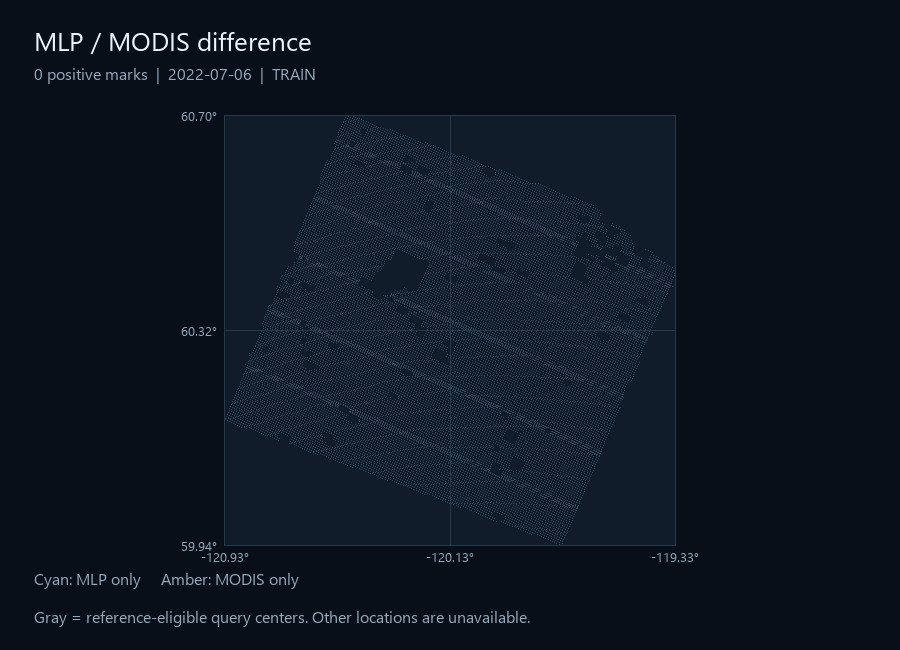 MLP / MODIS difference
0 positive marks | 2022-07-06 | TRAIN
60.70°
60.32°
59.94°
-120.93° -120.13° -119.33°
Cyan: MLP only Amber: MODIS only
Gray = reference-eligible query centers. Other locations are unavailable.